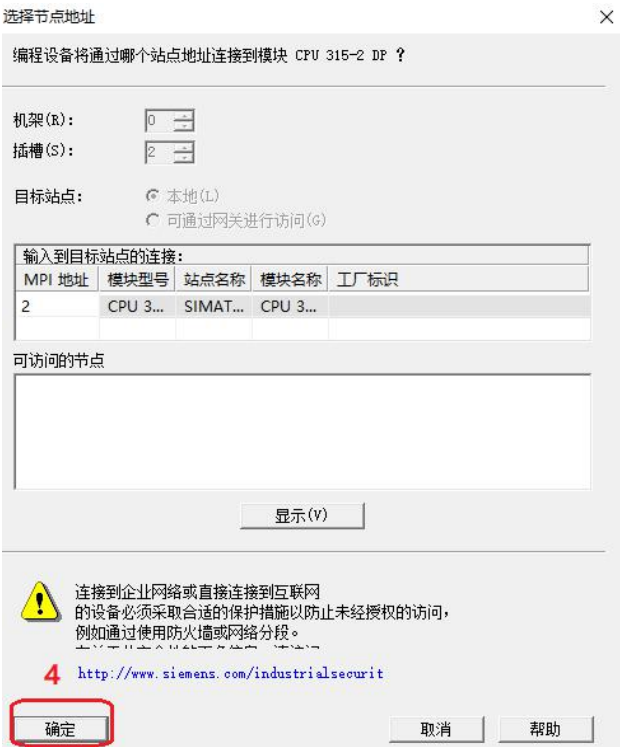 选择节点地址
编程设备将通过哪个站点地址连接到模块 CPU 315-2 DP ?
机架(R): 0
插槽(S): 2
目标站点: 本地(L)
可通过网关进行访问(G)
输入到目标站点的连接:
MPI 地址 模块型号 站点名称 模块名称 工厂标识
2 CPU 3... SIMAT... CPU 3...
可访问的节点
显示(V)
连接到企业网络或直接连接到互联网
的设备必须采取合适的保护措施以防止未经授权的访问，
例如通过使用防火墙或网络分段。
4 http://www.siemens.com/industrialsecurit
确定 取消 帮助